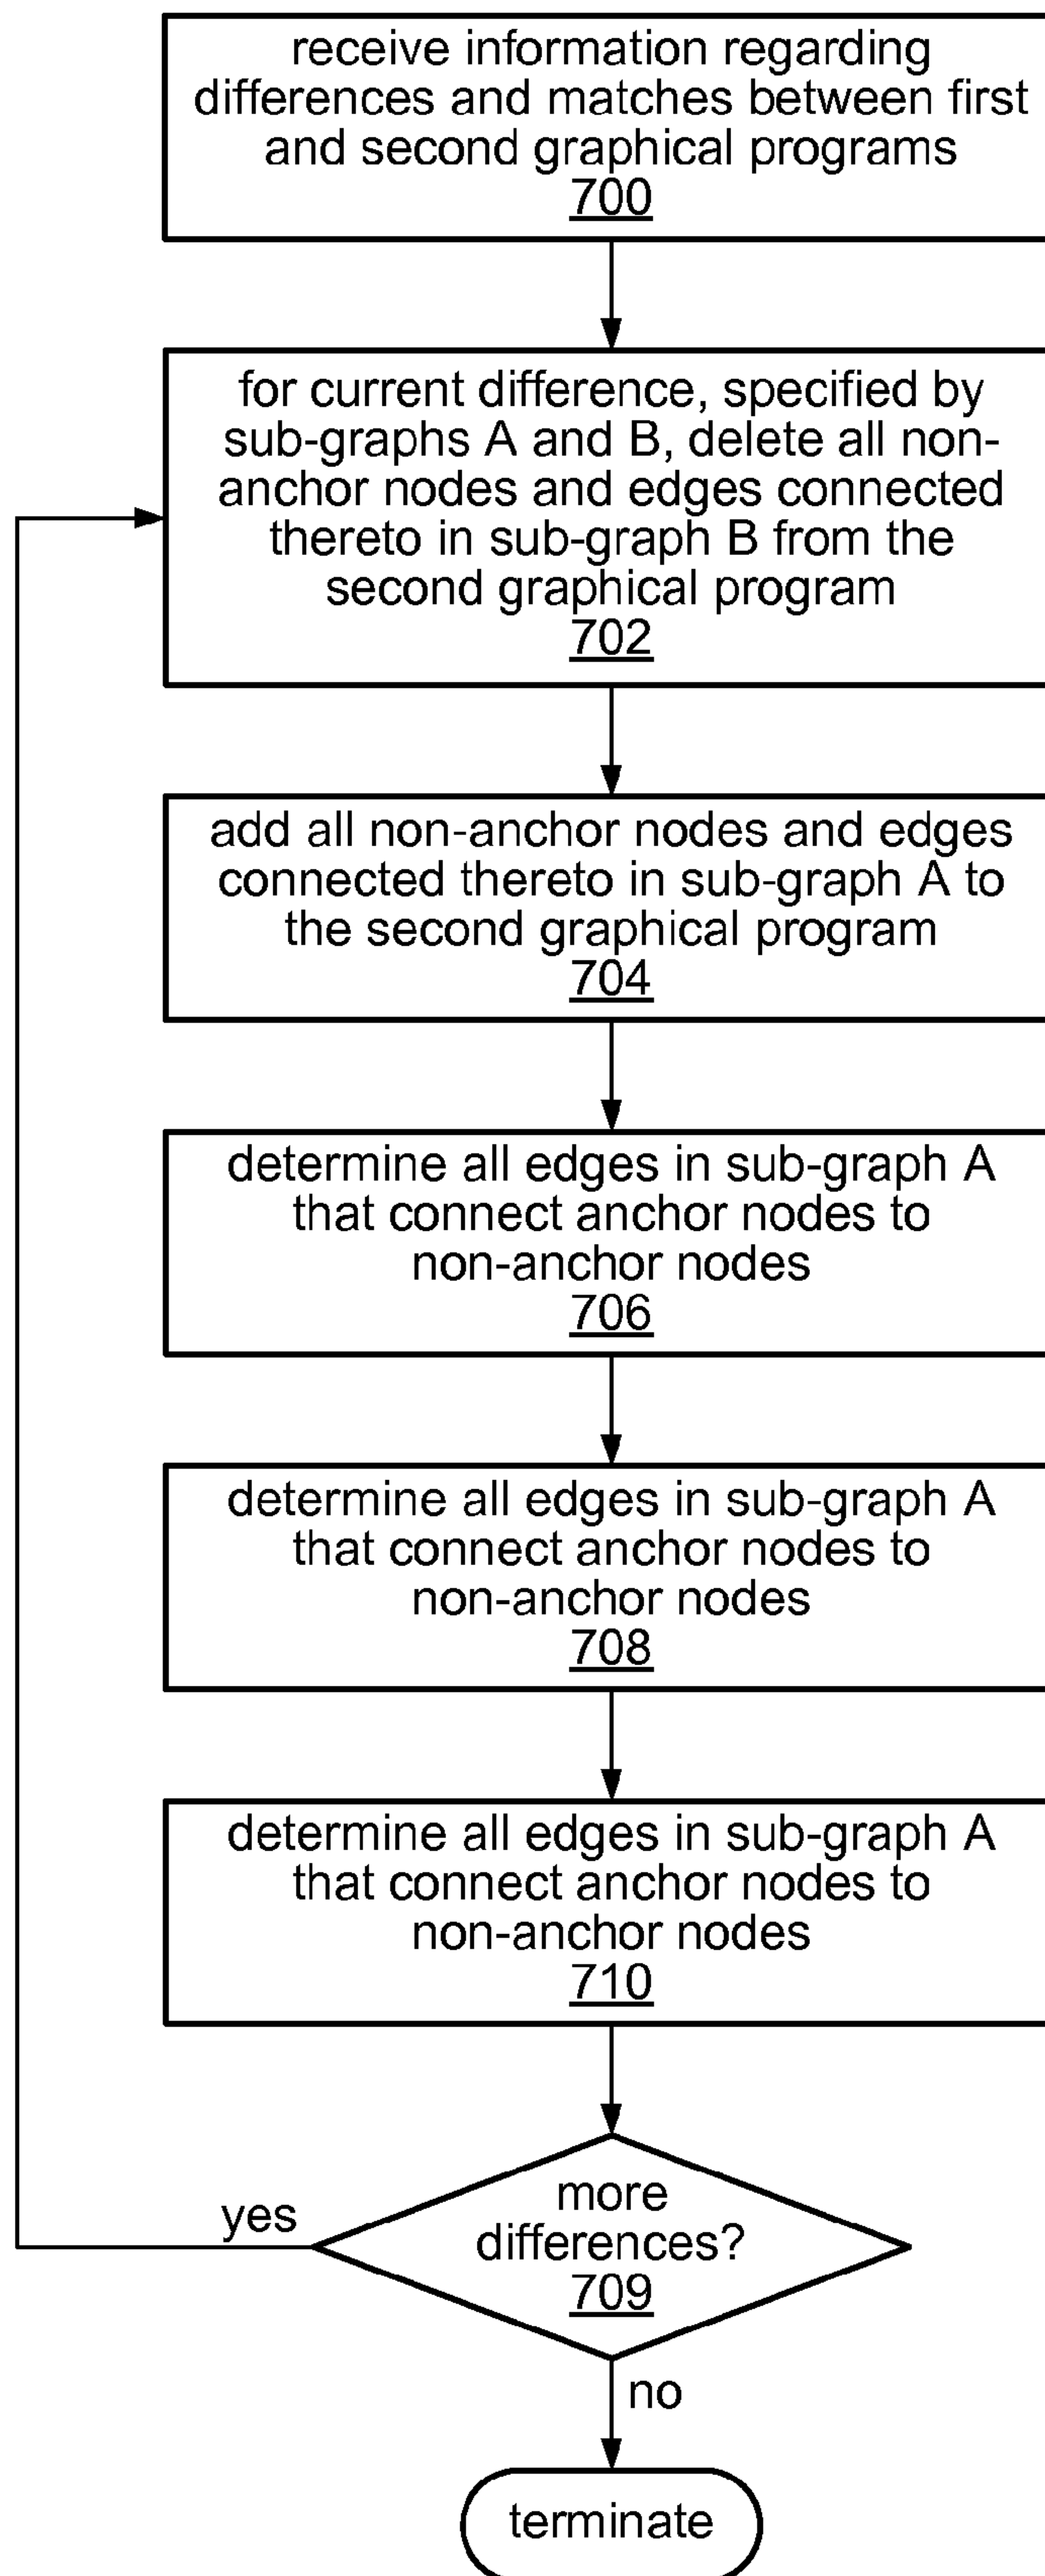 receive information regarding
differences and matches between first
and second graphical programs
700
for current difference, specified by
sub-graphs A and B, delete all non-
anchor nodes and edges connected
thereto in sub-graph B from the
second graphical program
702
add all non-anchor nodes and edges
connected thereto in sub-graph A to
the second graphical program
704
determine all edges in sub-graph A
that connect anchor nodes to
non-anchor nodes
706
determine all edges in sub-graph A
that connect anchor nodes to
non-anchor nodes
708
determine all edges in sub-graph A
that connect anchor nodes to
non-anchor nodes
710
more
differences?
709
yes
no
terminate